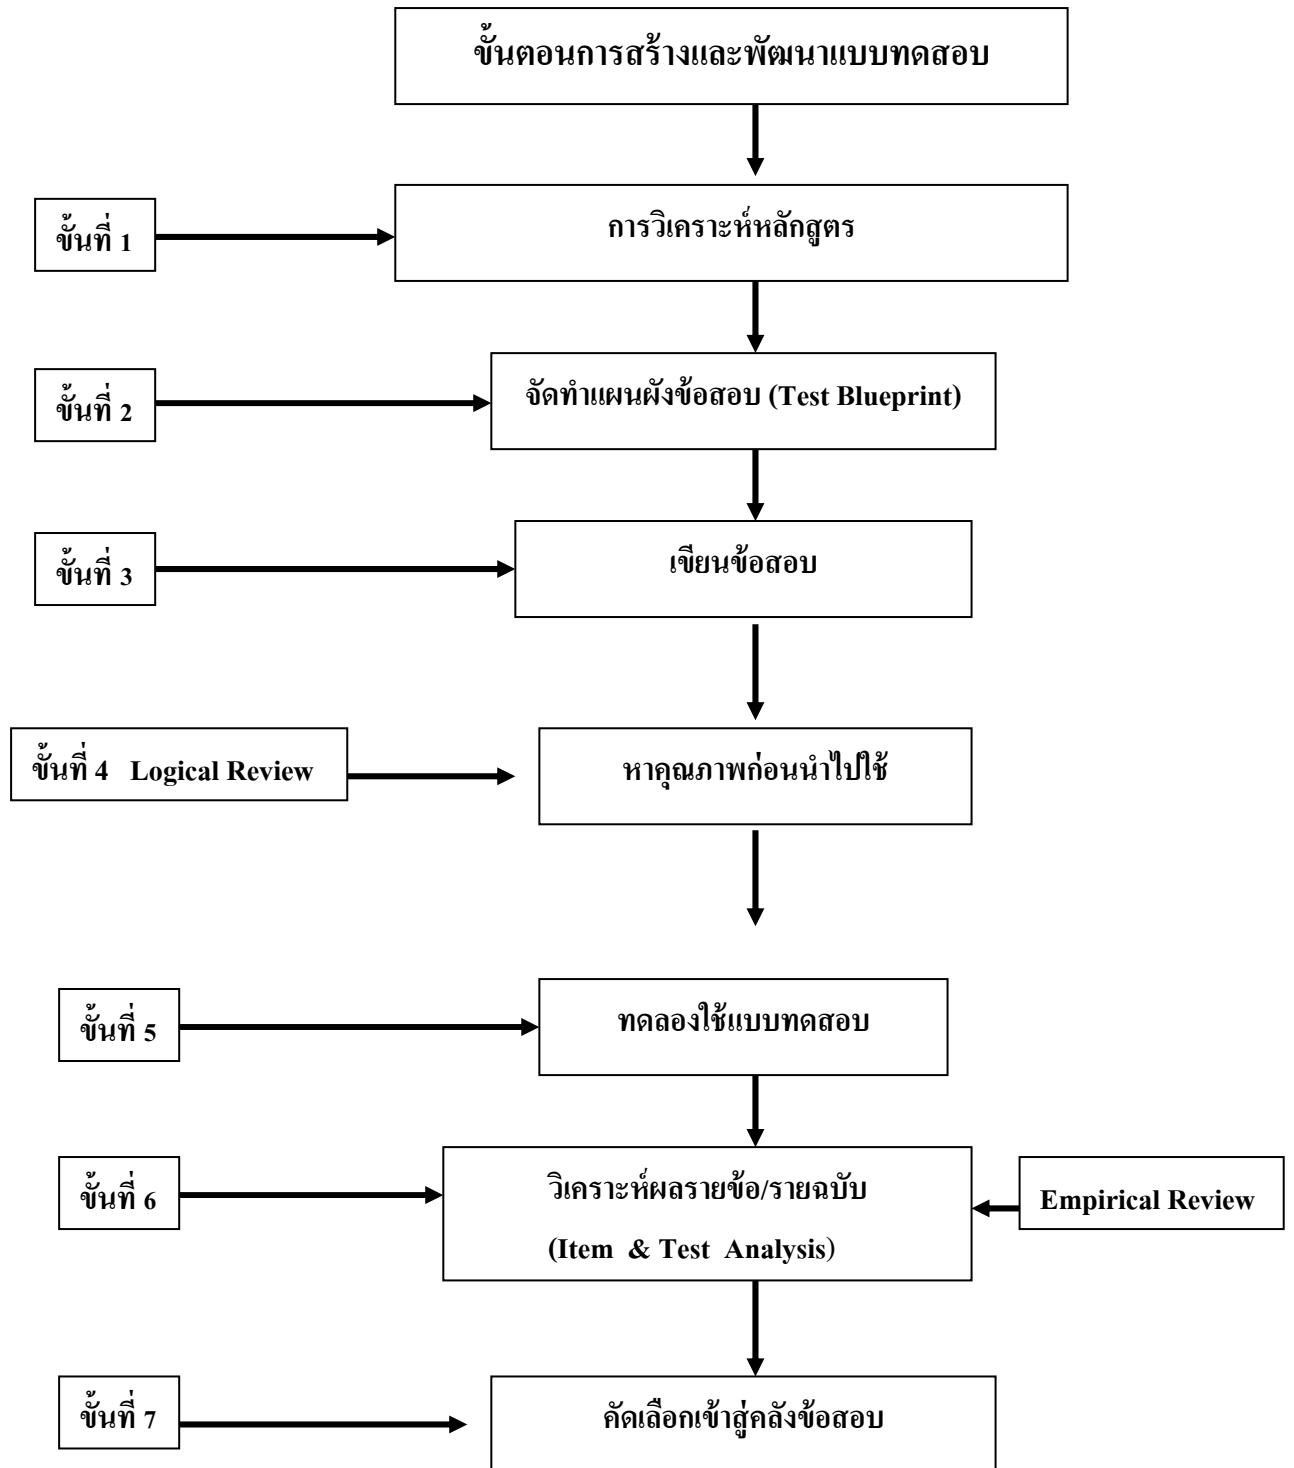 ขั้นตอนการสร้างและพัฒนาแบบทดสอบ
ขั้นที่ 1
การวิเคราะห์หลักสูตร
ขั้นที่ 2
จัดทำแผนผังข้อสอบ (Test Blueprint)
ขั้นที่ 3
เขียนข้อสอบ
ขั้นที่ 4 Logical Review
หาคุณภาพก่อนนำไปใช้
ขั้นที่ 5
ทดลองใช้แบบทดสอบ
ขั้นที่ 6
วิเคราะห์ผลรายข้อ/รายฉบับ
(Item & Test Analysis)
Empirical Review
ขั้นที่ 7
คัดเลือกเข้าสู่คลังข้อสอบ